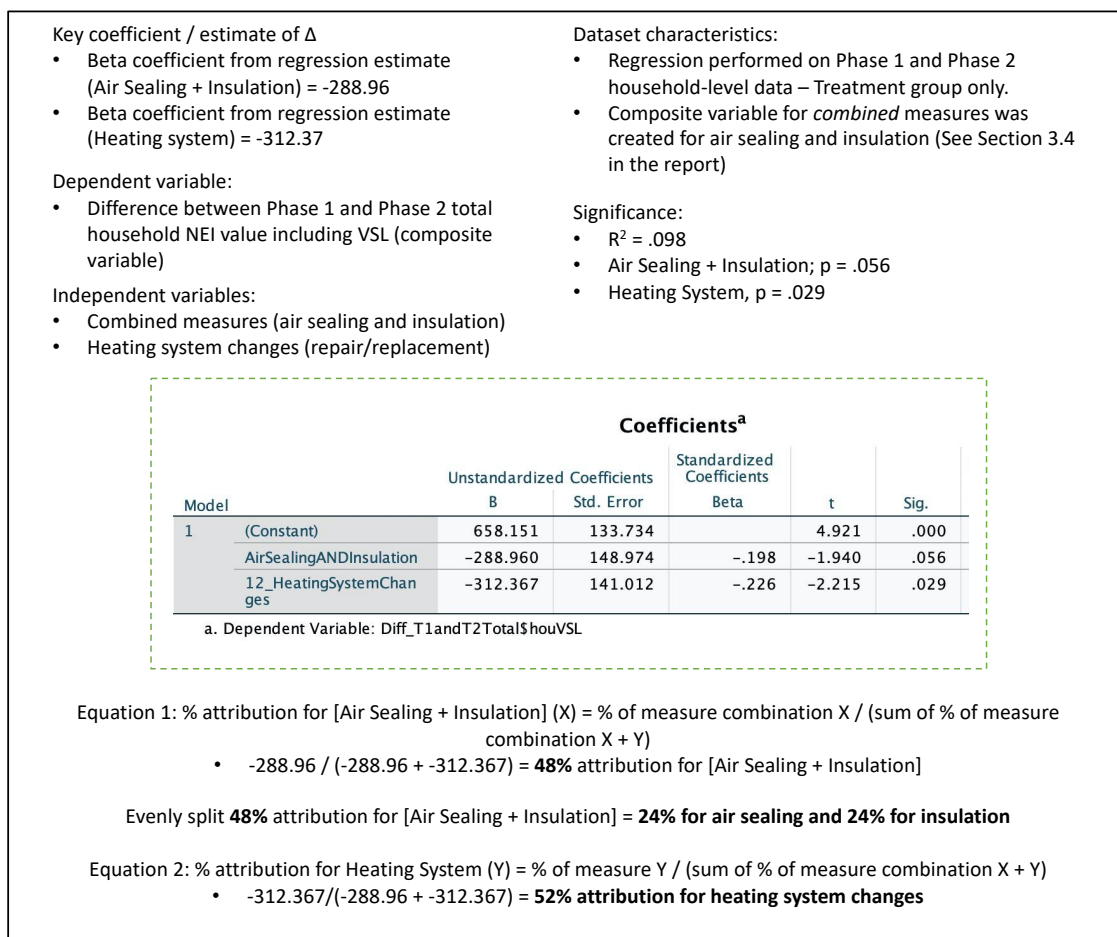 Key coefficient / estimate of Δ
• Beta coefficient from regression estimate
(Air Sealing + Insulation) = -288.96
• Beta coefficient from regression estimate
(Heating system) = -312.37
Dependent variable:
• Difference between Phase 1 and Phase 2 total
household NEI value including VSL (composite
variable)
Independent variables:
• Combined measures (air sealing and insulation)
• Heating system changes (repair/replacement)
Dataset characteristics:
• Regression performed on Phase 1 and Phase 2
household-level data – Treatment group only.
• Composite variable for combined measures was
created for air sealing and insulation (See Section 3.4
in the report)
Significance:
• R² = .098
• Air Sealing + Insulation; p = .056
• Heating System, p = .029
Coefficientsᵃ
Unstandardized Coefficients
Standardized
Coefficients
Model B Std. Error Beta t Sig.
1 (Constant) 658.151 133.734 4.921 .000
AirSealingANDInsulation -288.960 148.974 -.198 -1.940 .056
12_HeatingSystemChan
ges -312.367 141.012 -.226 -2.215 .029
a. Dependent Variable: Diff_T1andT2Total$houVSL
Equation 1: % attribution for [Air Sealing + Insulation] (X) = % of measure combination X / (sum of % of measure
combination X + Y)
• -288.96 / (-288.96 + -312.367) = 48% attribution for [Air Sealing + Insulation]
Evenly split 48% attribution for [Air Sealing + Insulation] = 24% for air sealing and 24% for insulation
Equation 2: % attribution for Heating System (Y) = % of measure Y / (sum of % of measure combination X + Y)
• -312.367/(-288.96 + -312.367) = 52% attribution for heating system changes